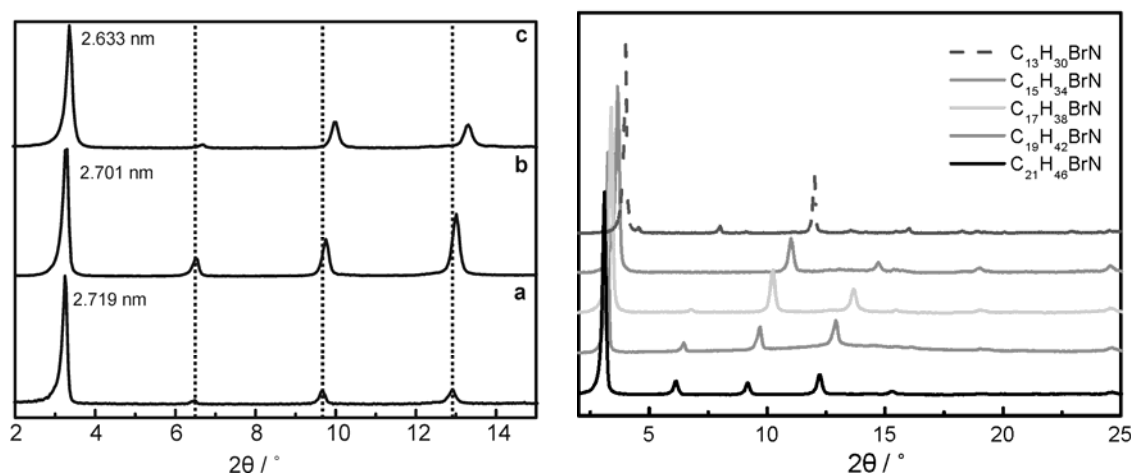 c
2.633 nm
b
2.701 nm
a
2.719 nm
2 4 6 8 10 12 14
2θ / °
C₁₃H₃₀BrN
C₁₅H₃₄BrN
C₁₇H₃₈BrN
C₁₉H₄₂BrN
C₂₁H₄₆BrN
5 10 15 20 25
2θ / °